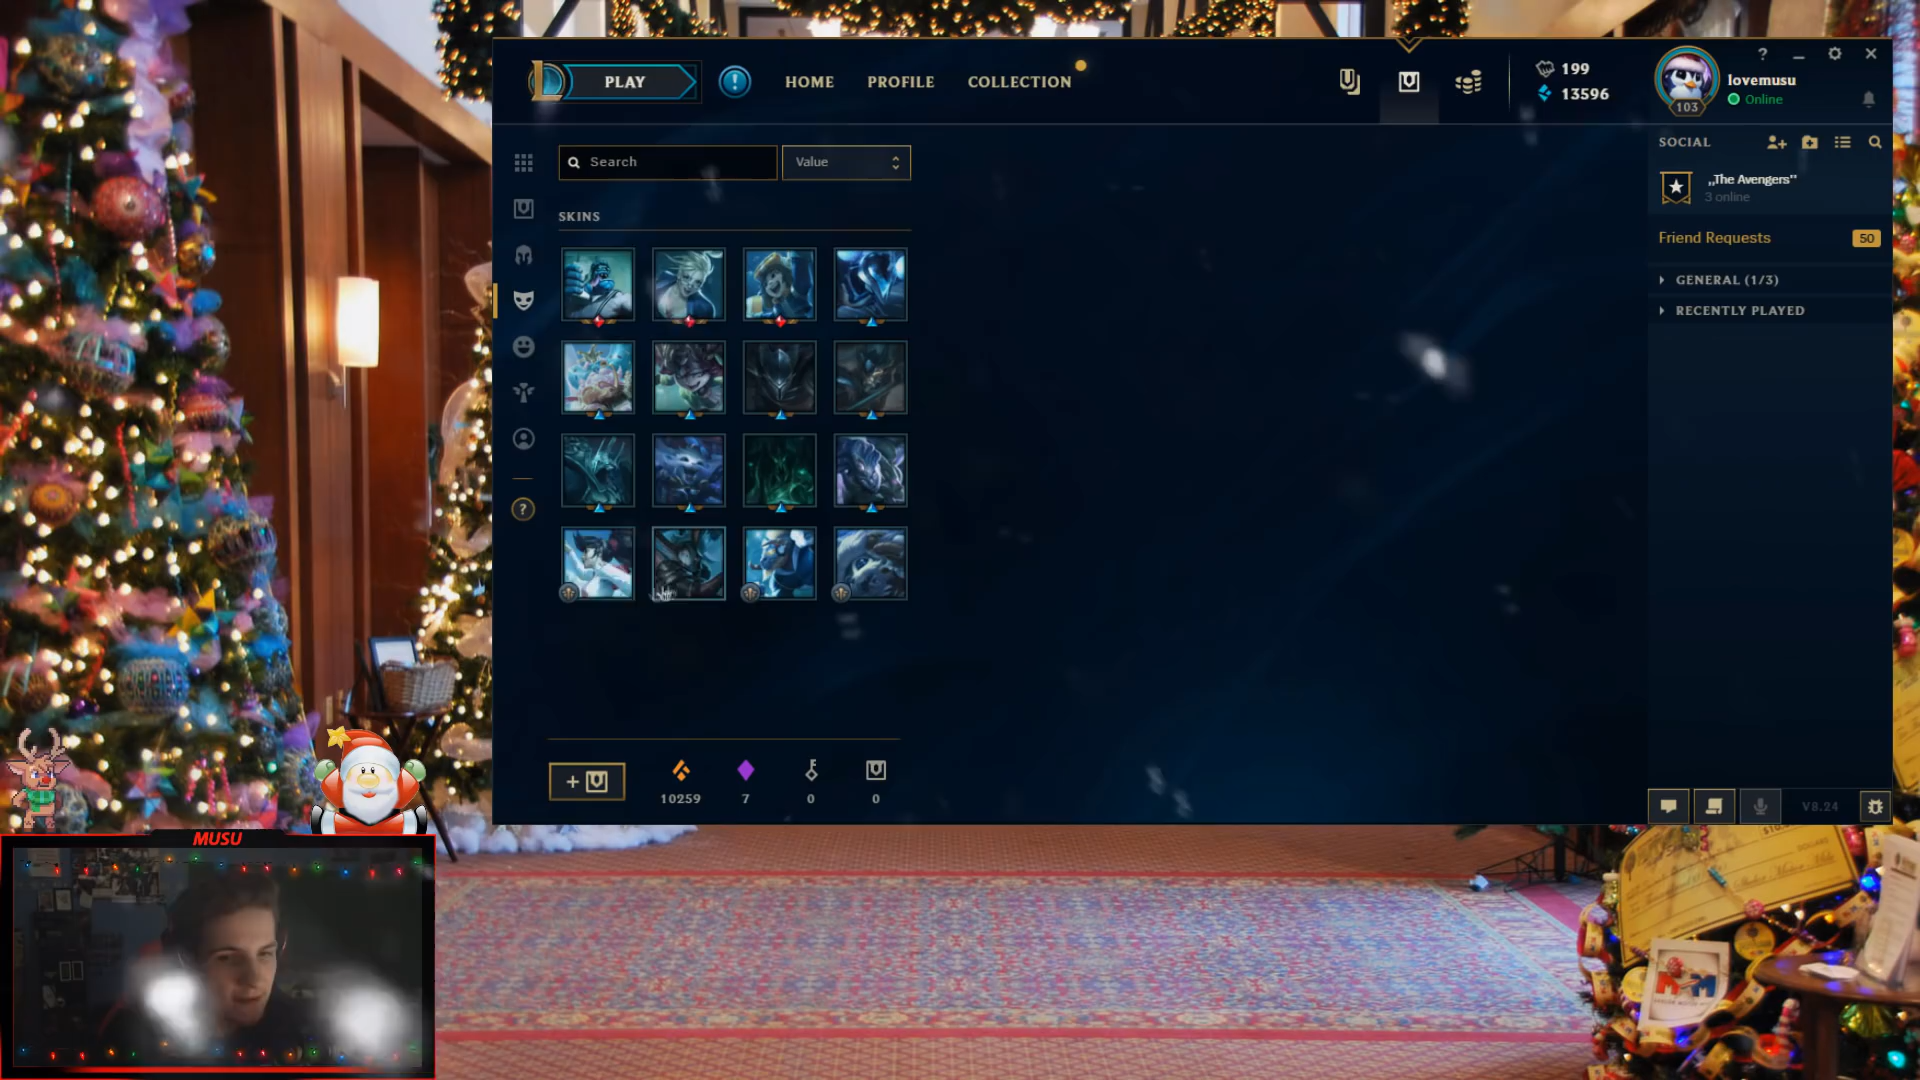 PLAY
HOME
PROFILE
COLLECTION
199
13596
103
lovemusu
Online
Search
Value
SKINS
SOCIAL
„The Avengers"
3 online
Friend Requests
50
GENERAL (1/3)
RECENTLY PLAYED
10259
7
0
0
V8.24
MUSU